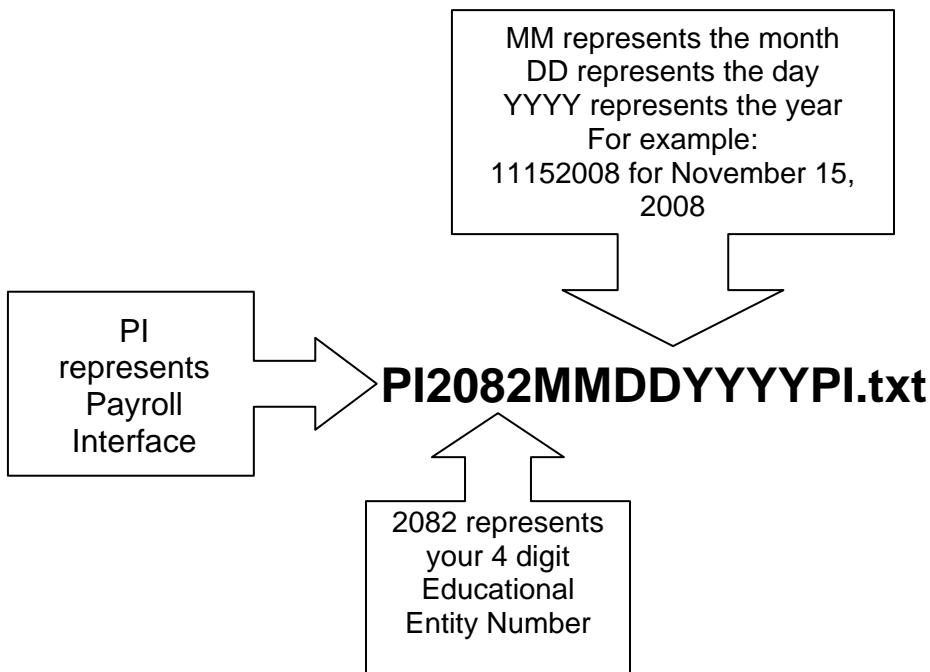 MM represents the month
DD represents the day
YYYY represents the year
For example:
11152008 for November 15,
2008
PI
represents
Payroll
Interface
PI2082MMDDYYYYPI.txt
2082 represents
your 4 digit
Educational
Entity Number